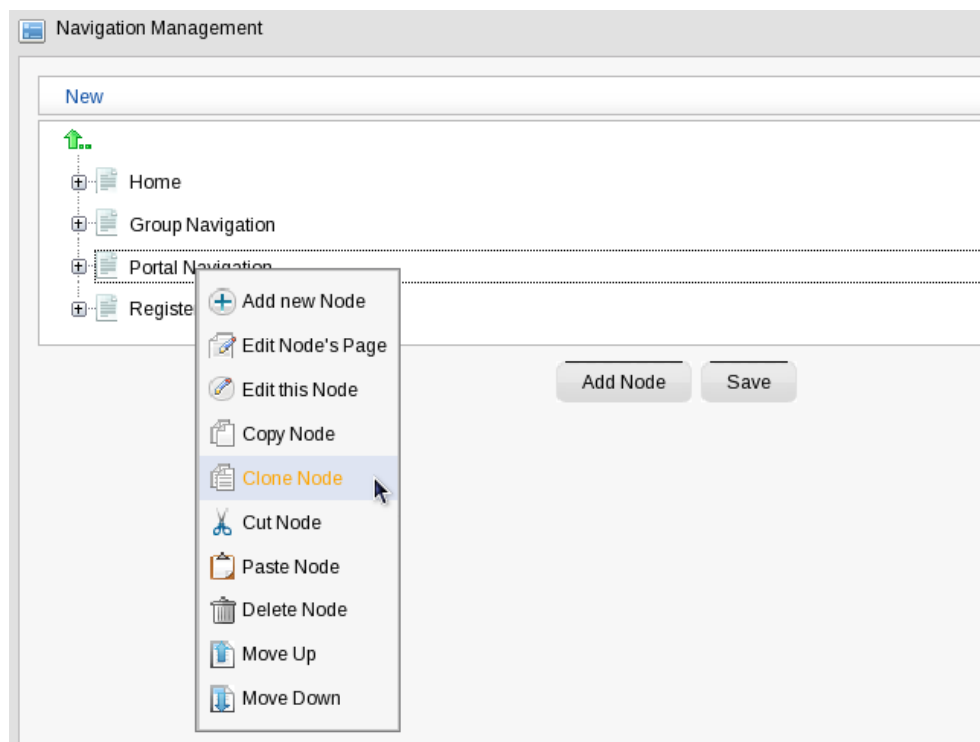 Navigation Management
New
Home
Group Navigation
Portal Navigation
Registe
Add new Node
Edit Node's Page
Edit this Node
Copy Node
Clone Node
Cut Node
Paste Node
Delete Node
Move Up
Move Down
Add Node
Save